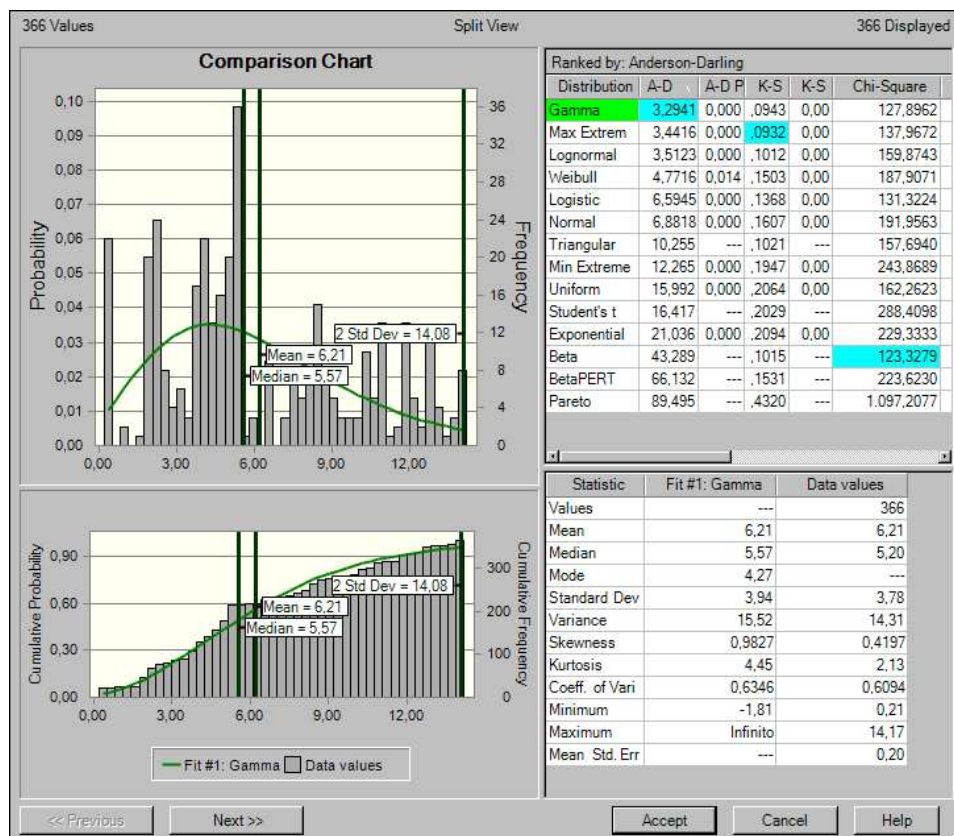 366 Values Split View 366 Displayed
Comparison Chart
Probability
0,10
0,09
0,08
0,07
0,06
0,05
0,04
0,03
0,02
0,01
0,00
36
32
28
24
20
16
12
8
4
0
Frequency
2 Std Dev = 14,08
Mean = 6,21
Median = 5,57
0,00 3,00 6,00 9,00 12,00
Cumulative Probability
0,90
0,60
0,30
0,00
300
200
100
0
Cumulative Frequency
2 Std Dev = 14,08
Mean = 6,21
Median = 5,57
0,00 3,00 6,00 9,00 12,00
Fit #1: Gamma Data values
Ranked by: Anderson-Darling
Distribution A-D A-D P K-S K-S Chi-Square
Gamma 3,2941 0,000 ,0943 0,00 127,8962
Max Extrem 3,4416 0,000 ,0932 0,00 137,9672
Lognormal 3,5123 0,000 ,1012 0,00 159,8743
Weibull 4,7716 0,014 ,1503 0,00 187,9071
Logistic 6,5945 0,000 ,1368 0,00 131,3224
Normal 6,8818 0,000 ,1607 0,00 191,9563
Triangular 10,255 --- ,1021 --- 157,6940
Min Extreme 12,265 0,000 ,1947 0,00 243,8689
Uniform 15,992 0,000 ,2064 0,00 162,2623
Student's t 16,417 --- ,2029 --- 288,4098
Exponential 21,036 0,000 ,2094 0,00 229,3333
Beta 43,289 --- ,1015 --- 123,3279
BetaPERT 66,132 --- ,1531 --- 223,6230
Pareto 89,495 --- ,4320 --- 1.097,2077
Statistic Fit #1: Gamma Data values
Values --- 366
Mean 6,21 6,21
Median 5,57 5,20
Mode 4,27 ---
Standard Dev 3,94 3,78
Variance 15,52 14,31
Skewness 0,9827 0,4197
Kurtosis 4,45 2,13
Coeff. of Vari 0,6346 0,6094
Minimum -1,81 0,21
Maximum Infinito 14,17
Mean Std. Err --- 0,20
<< Previous Next >> Accept Cancel Help